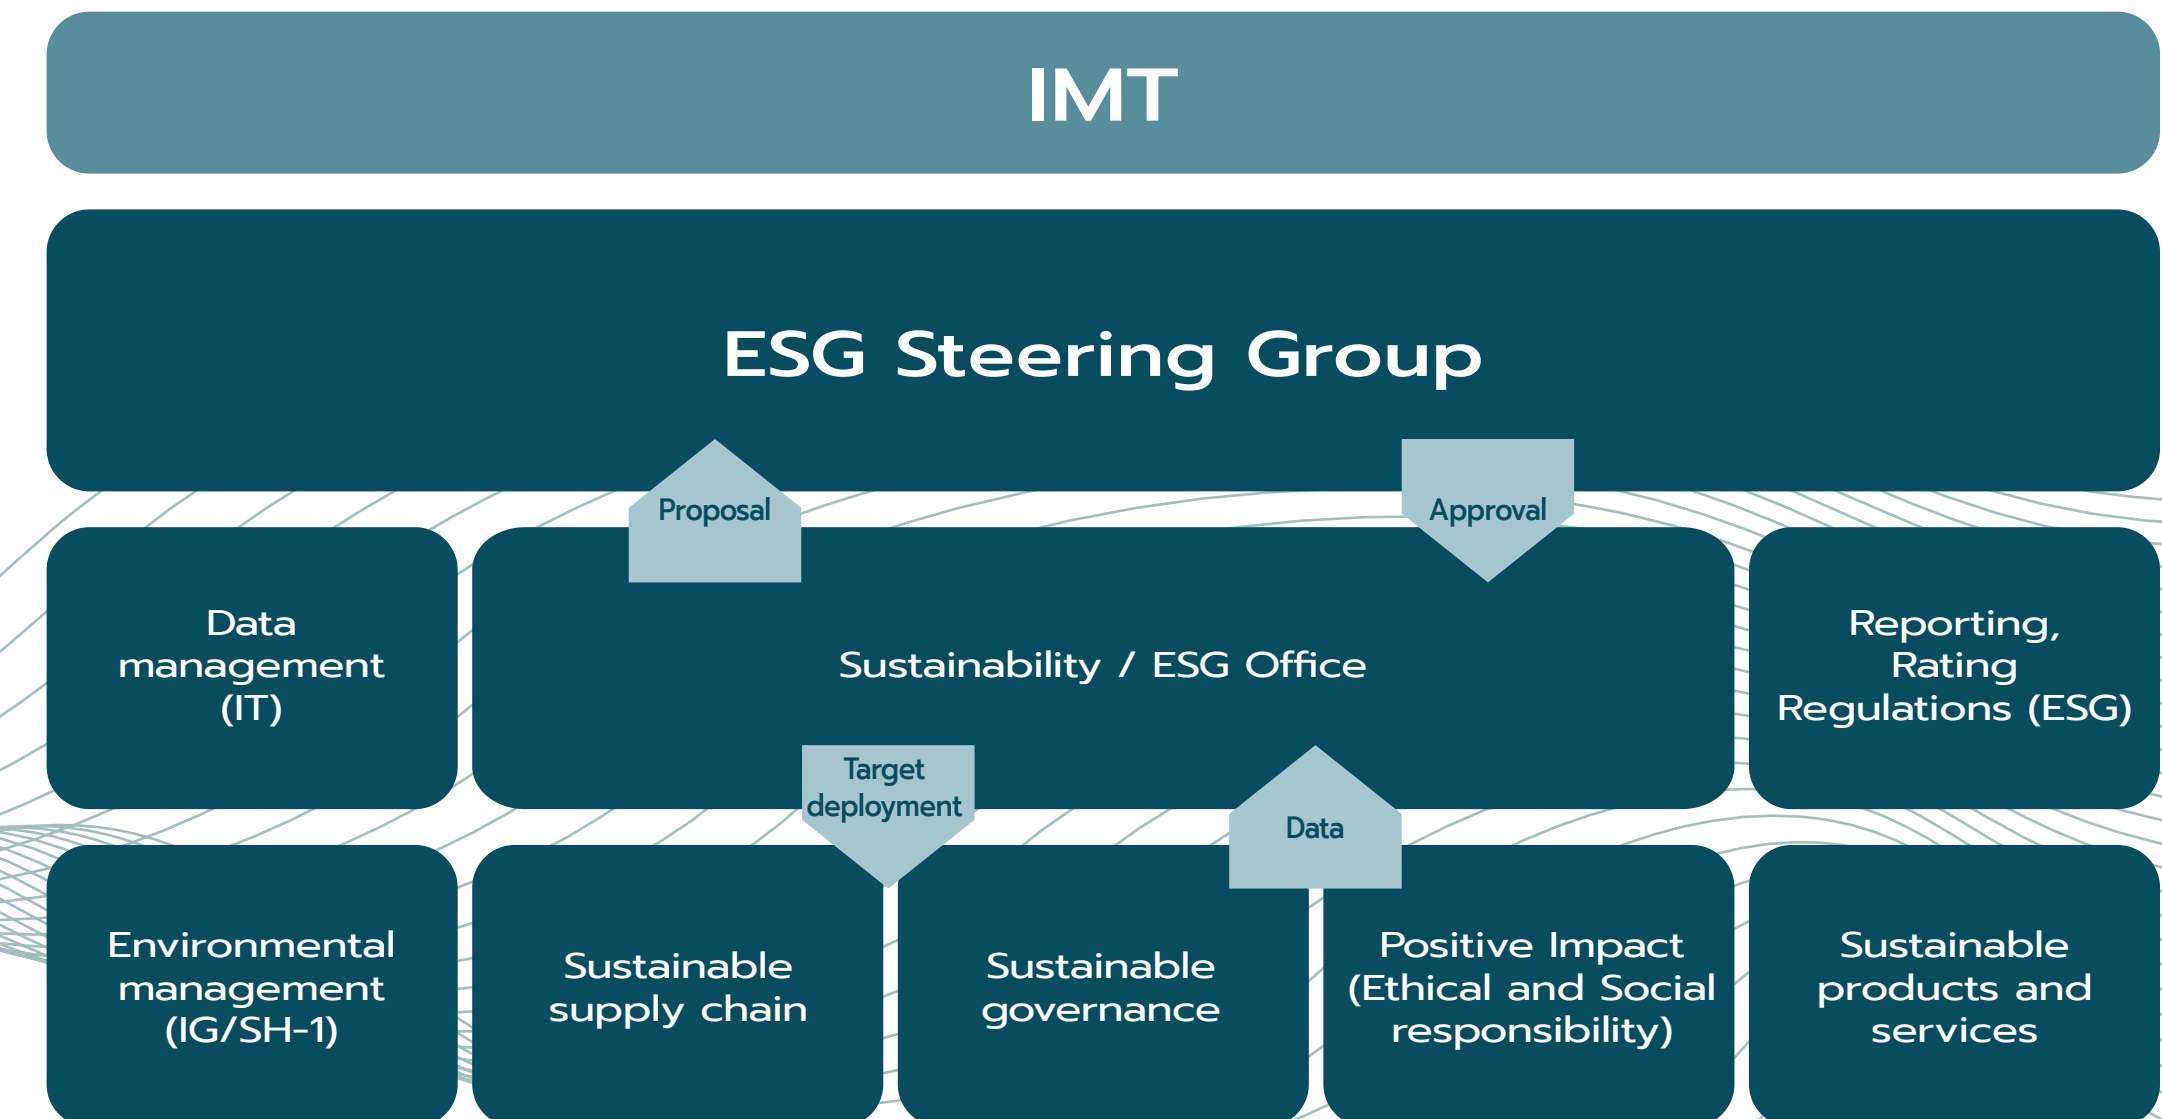 IMT
ESG Steering Group
Proposal
Approval
Data
management
(IT)
Sustainability / ESG Office
Reporting,
Rating
Regulations (ESG)
Target
deployment
Data
Environmental
management
(IG/SH-1)
Sustainable
supply chain
Sustainable
governance
Positive Impact
(Ethical and Social
responsibility)
Sustainable
products and
services